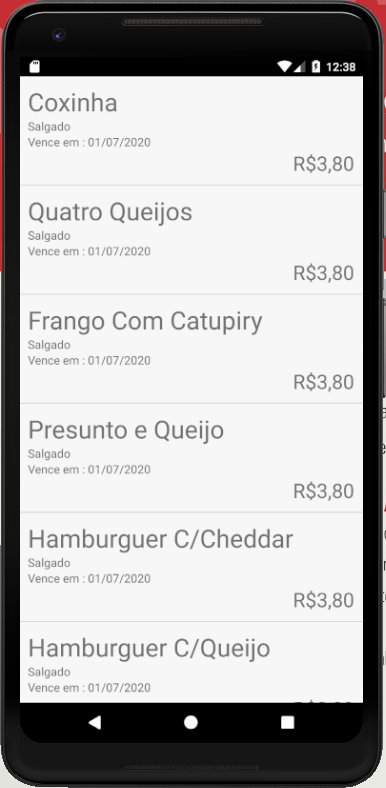 12:38
Coxinha
Salgado
Vence em : 01/07/2020
R$3,80
Quatro Queijos
Salgado
Vence em : 01/07/2020
R$3,80
Frango Com Catupiry
Salgado
Vence em : 01/07/2020
R$3,80
Presunto e Queijo
Salgado
Vence em : 01/07/2020
R$3,80
Hamburguer C/Cheddar
Salgado
Vence em : 01/07/2020
R$3,80
Hamburguer C/Queijo
Salgado
Vence em : 01/07/2020